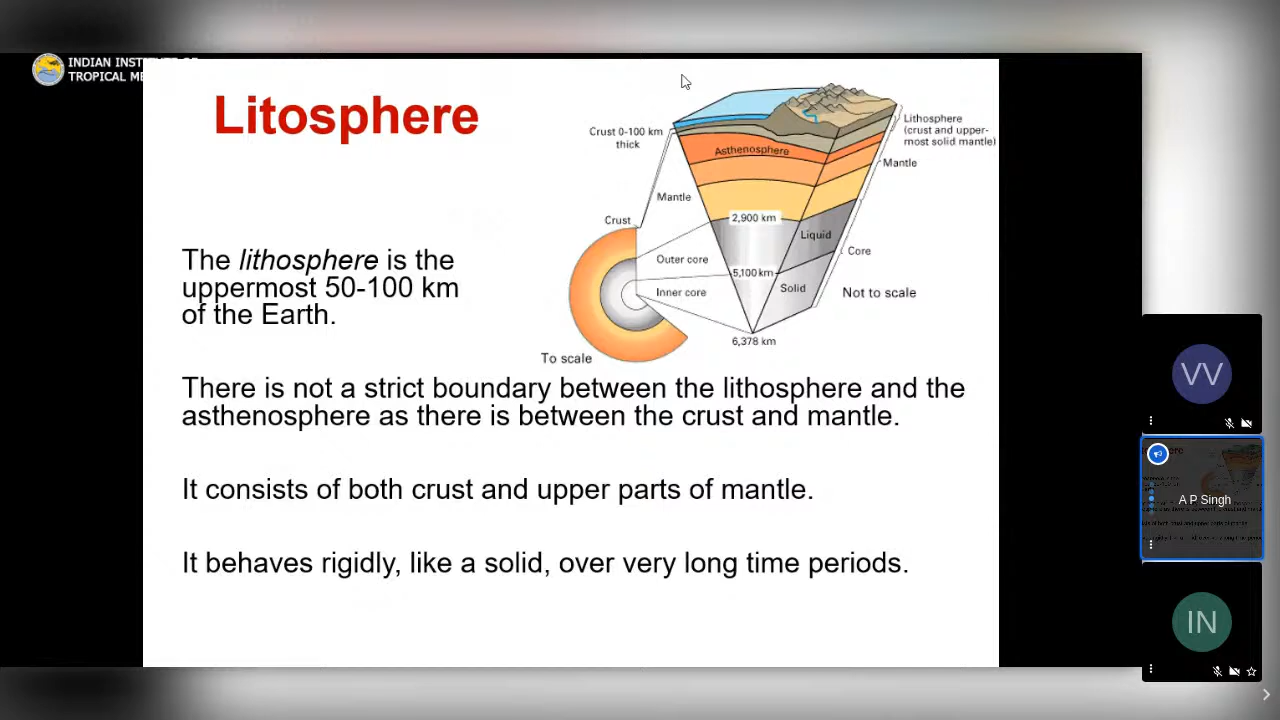 INDIAN INSTITUTE OF
TROPICAL ME
Litosphere
Crust 0-100 km
thick
Asthenosphere
Lithosphere
(crust and upper-
most solid mantle)
Mantle
Mantle
Crust
2,900 km
Liquid
Outer core
Core
5,100 km
Inner core
Solid
Not to scale
6,378 km
To scale
The lithosphere is the
uppermost 50-100 km
of the Earth.
There is not a strict boundary between the lithosphere and the
asthenosphere as there is between the crust and mantle.
It consists of both crust and upper parts of mantle.
It behaves rigidly, like a solid, over very long time periods.
VV
A P Singh
IN